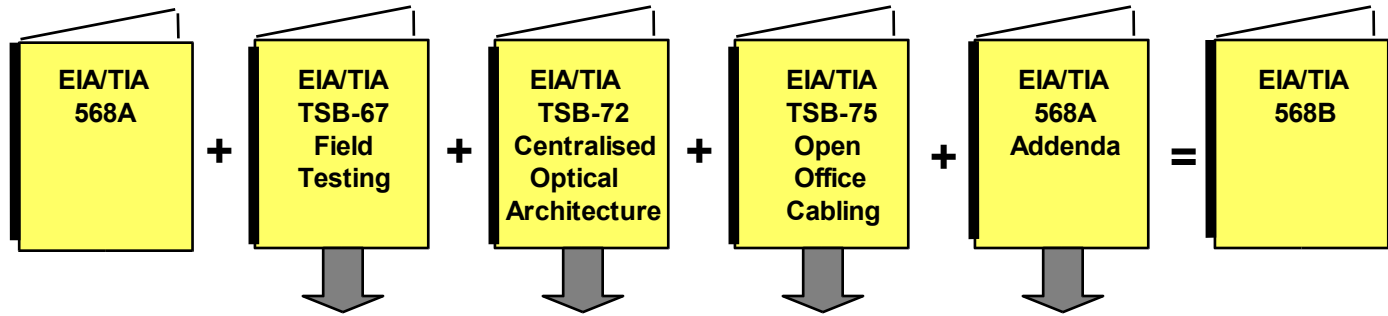 EIA/TIA
568A
+
EIA/TIA
TSB-67
Field
Testing
+
EIA/TIA
TSB-72
Centralised
Optical
Architecture
+
EIA/TIA
TSB-75
Open
Office
Cabling
+
EIA/TIA
568A
Addenda
=
EIA/TIA
568B